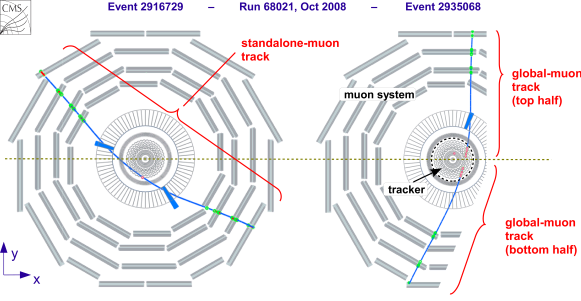 CMS
Event 2916729 – Run 68021, Oct 2008 – Event 2935068
standalone-muon
track
global-muon
track
(top half)
muon system
tracker
global-muon
track
(bottom half)
y
x